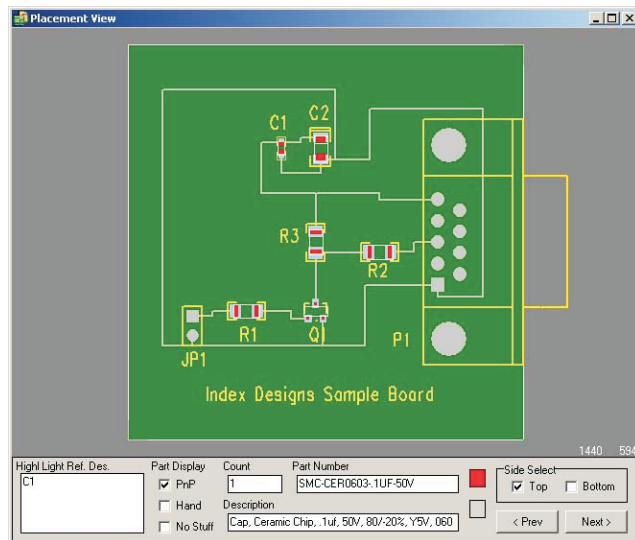 Placement View
C1
C2
R3
R2
R1
Q1
P1
JP1
Index Designs Sample Board
1440 594
Highl Light Ref. Des.
C1
Part Display
PnP
Hand
No Stuff
Count
1
Part Number
SMC-CER0603-.1UF-50V
Description
Cap, Ceramic Chip, .1uf, 50V, 80/-20%, Y5V, 060
Side Select
Top
Bottom
< Prev
Next >